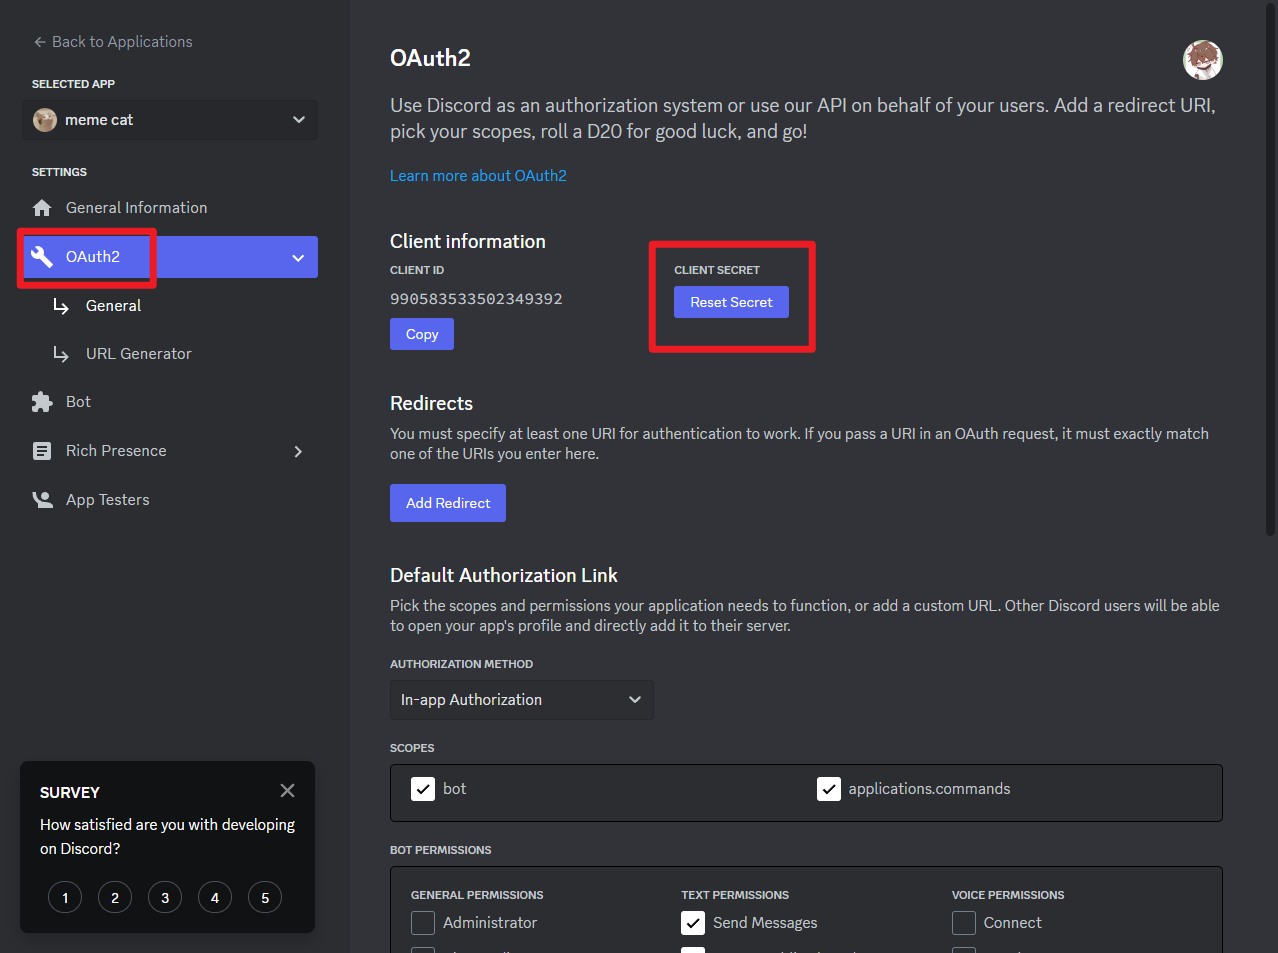 Back to Applications
SELECTED APP
meme cat
SETTINGS
General Information
OAuth2
General
URL Generator
Bot
Rich Presence
App Testers
SURVEY
How satisfied are you with developing
on Discord?
1 2 3 4 5
OAuth2
Use Discord as an authorization system or use our API on behalf of your users. Add a redirect URI,
pick your scopes, roll a D20 for good luck, and go!
Learn more about OAuth2
Client information
CLIENT ID
990583533502349392
Copy
CLIENT SECRET
Reset Secret
Redirects
You must specify at least one URI for authentication to work. If you pass a URI in an OAuth request, it must exactly match
one of the URIs you enter here.
Add Redirect
Default Authorization Link
Pick the scopes and permissions your application needs to function, or add a custom URL. Other Discord users will be able
to open your app's profile and directly add it to their server.
AUTHORIZATION METHOD
In-app Authorization
SCOPES
bot
applications.commands
BOT PERMISSIONS
GENERAL PERMISSIONS
Administrator
TEXT PERMISSIONS
Send Messages
VOICE PERMISSIONS
Connect